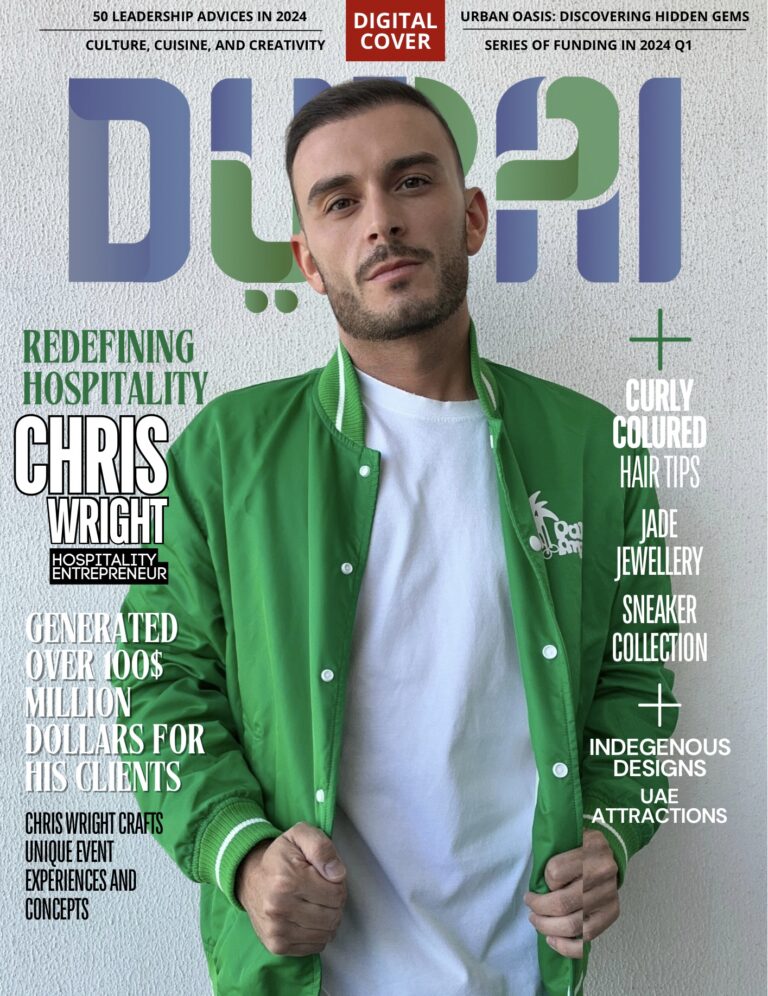 50 LEADERSHIP ADVICES IN 2024
CULTURE, CUISINE, AND CREATIVITY
DIGITAL
COVER
URBAN OASIS: DISCOVERING HIDDEN GEMS
SERIES OF FUNDING IN 2024 Q1
DUBAI
REDEFINING
HOSPITALITY
CHRIS
WRIGHT
HOSPITALITY
ENTREPRENEUR
GENERATED
OVER 100$
MILLION
DOLLARS FOR
HIS CLIENTS
CHRIS WRIGHT CRAFTS
UNIQUE EVENT
EXPERIENCES AND
CONCEPTS
CURLY
COLURED
HAIR TIPS
JADE
JEWELLERY
SNEAKER
COLLECTION
INDEGENOUS
DESIGNS
UAE
ATTRACTIONS